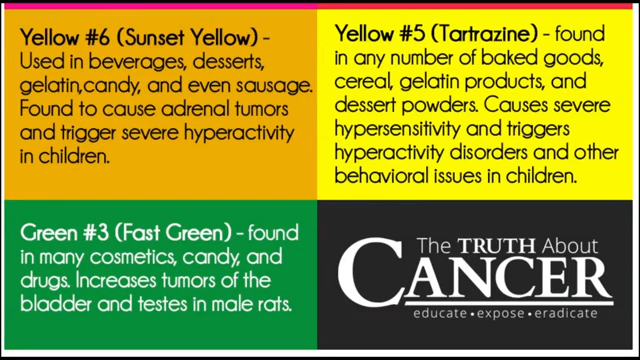 Yellow #6 (Sunset Yellow) -
Used in beverages, desserts,
gelatin,candy, and even sausage.
Found to cause adrenal tumors
and trigger severe hyperactivity
in children.
Yellow #5 (Tartrazine) - found
in any number of baked goods,
cereal, gelatin products, and
dessert powders. Causes severe
hypersensitivity and triggers
hyperactivity disorders and other
behavioral issues in children.
Green #3 (Fast Green) - found
in many cosmetics, candy, and
drugs. Increases tumors of the
bladder and testes in male rats.
The TRUTH About
CANCER
educate • expose • eradicate